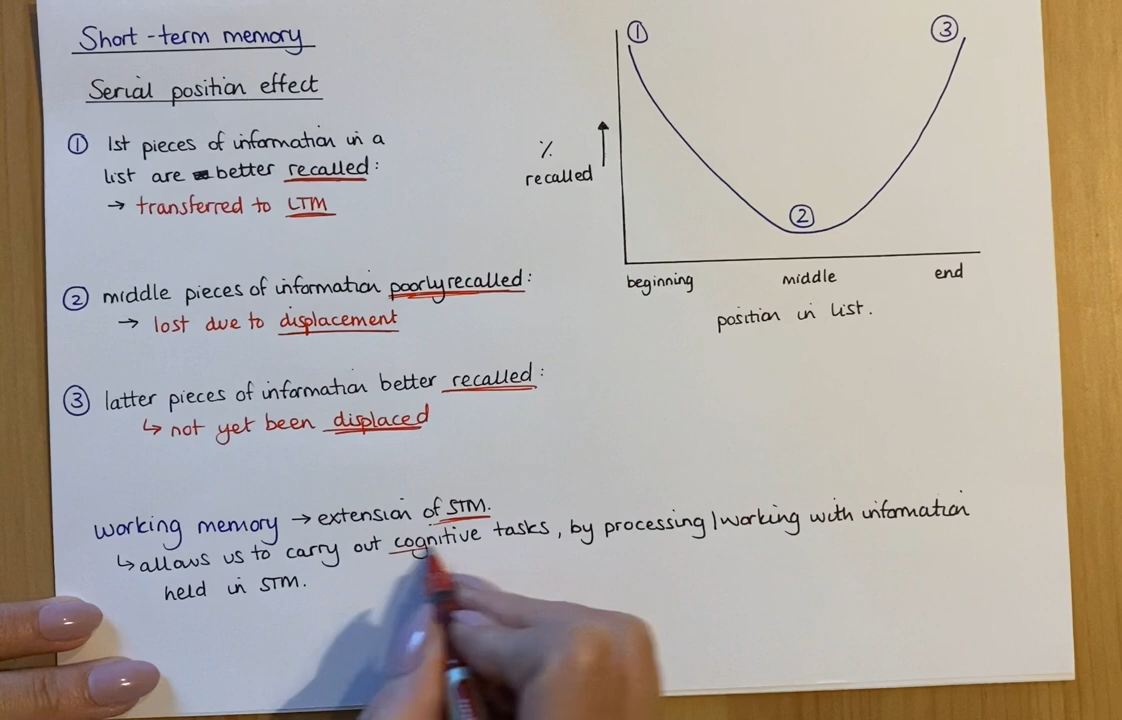 Short-term memory
Serial position effect
① 1st pieces of information in a
list are better recalled:
→ transferred to LTM
② middle pieces of information poorly recalled:
→ lost due to displacement
③ latter pieces of information better recalled:
↳ not yet been displaced
working memory → extension of STM.
↳ allows us to carry out cognitive tasks, by processing/working with information
held in STM.
①
③
%
recalled
②
beginning middle end
position in list.